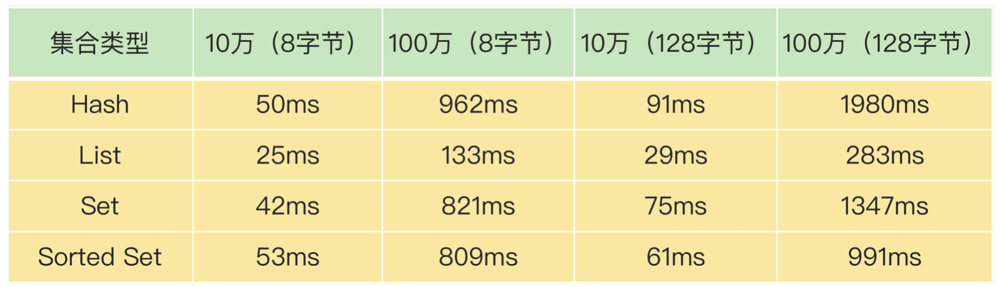 集合类型 10万（8字节） 100万（8字节） 10万（128字节） 100万（128字节）
Hash 50ms 962ms 91ms 1980ms
List 25ms 133ms 29ms 283ms
Set 42ms 821ms 75ms 1347ms
Sorted Set 53ms 809ms 61ms 991ms